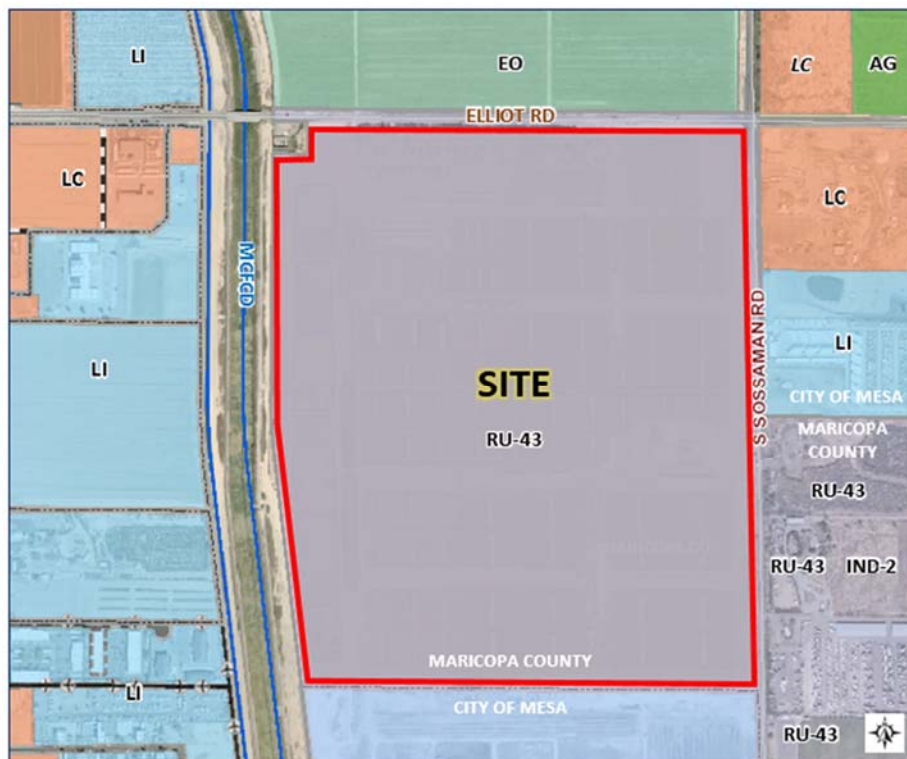 LI
EO
LC
AG
ELLIOT RD
LC
LC
MCFCD
S SOSSAMAN RD
LI
LI
SITE
CITY OF MESA
RU-43
MARICOPA
COUNTY
RU-43
RU-43
IND-2
MARICOPA COUNTY
LI
CITY OF MESA
RU-43